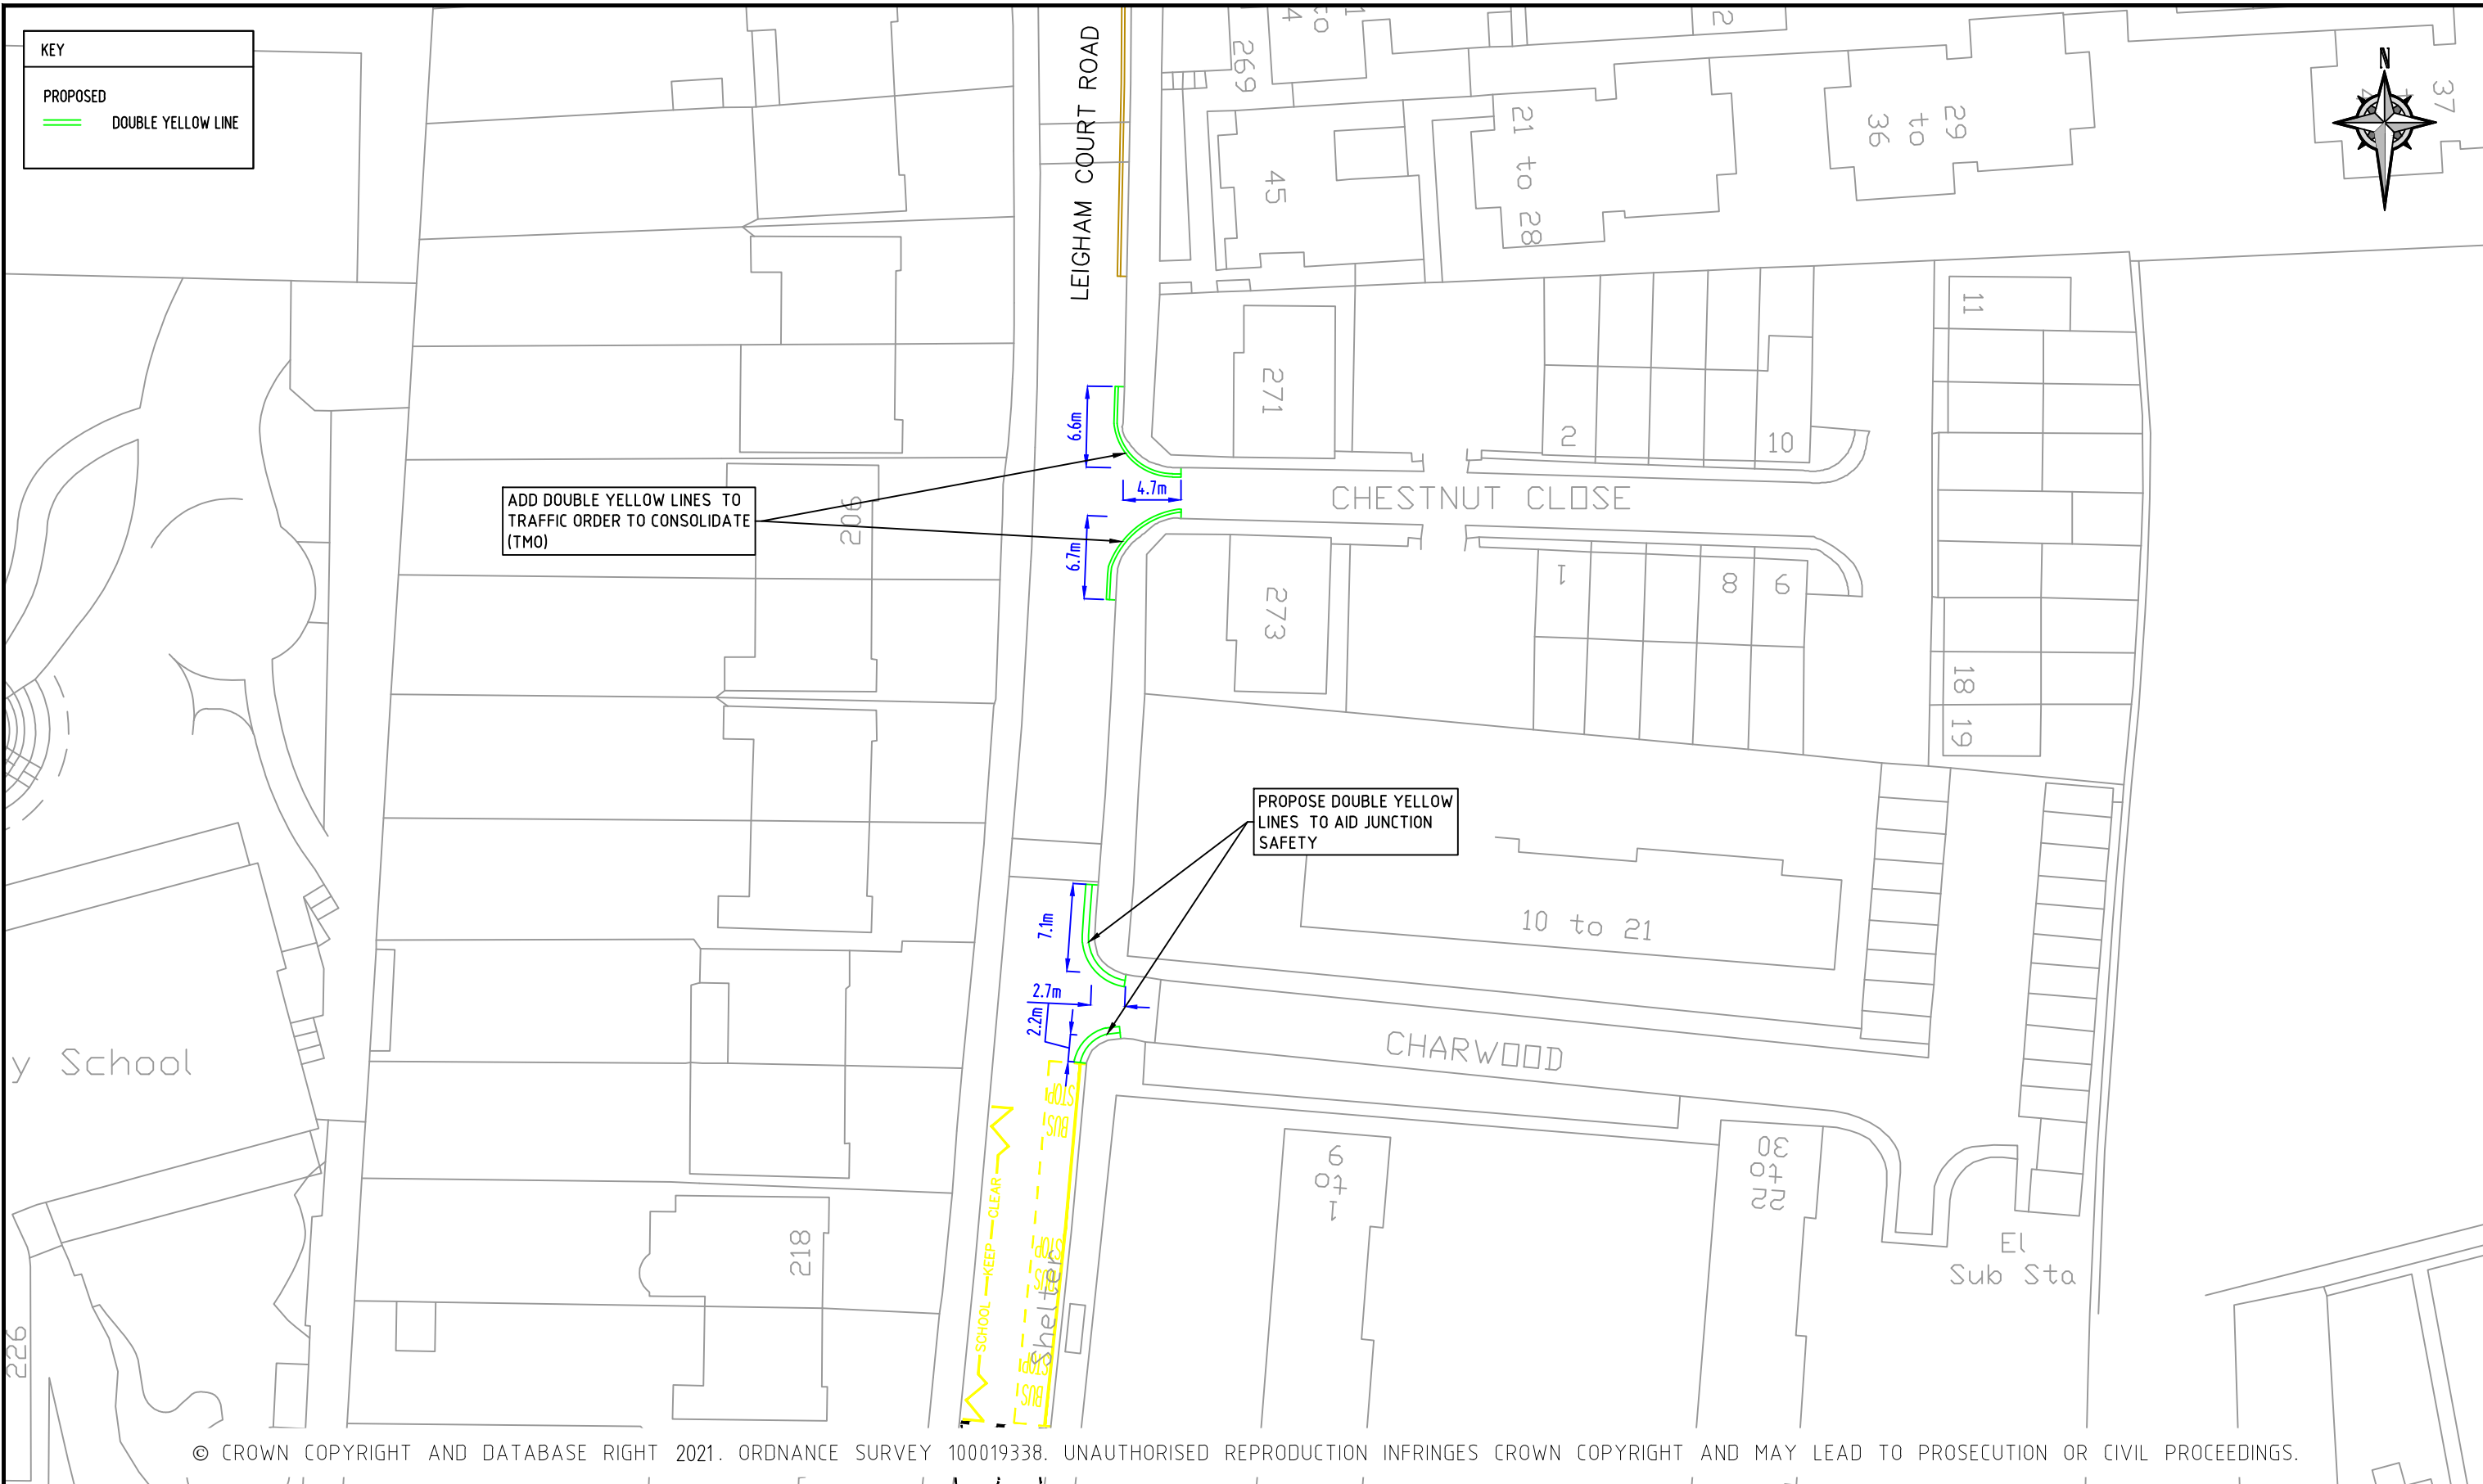 KEY
PROPOSED
DOUBLE YELLOW LINE
LEIGHAM COURT ROAD
269
45
21 to 28
29
to
36
37
N
271
2
10
11
6.6m
4.7m
CHESTNUT CLOSE
ADD DOUBLE YELLOW LINES TO
TRAFFIC ORDER TO CONSOLIDATE
(TMO)
206
6.7m
273
1
8
9
18
19
PROPOSE DOUBLE YELLOW
LINES TO AID JUNCTION
SAFETY
10 to 21
7.1m
2.7m
2.2m
CHARWOOD
y School
BUS
STOP
1
to
9
22
to
30
El
Sub Sta
218
SCHOOL KEEP CLEAR
BUS
STOP
Shelter
BUS
STOP
226
© CROWN COPYRIGHT AND DATABASE RIGHT 2021. ORDNANCE SURVEY 100019338. UNAUTHORISED REPRODUCTION INFRINGES CROWN COPYRIGHT AND MAY LEAD TO PROSECUTION OR CIVIL PROCEEDINGS.